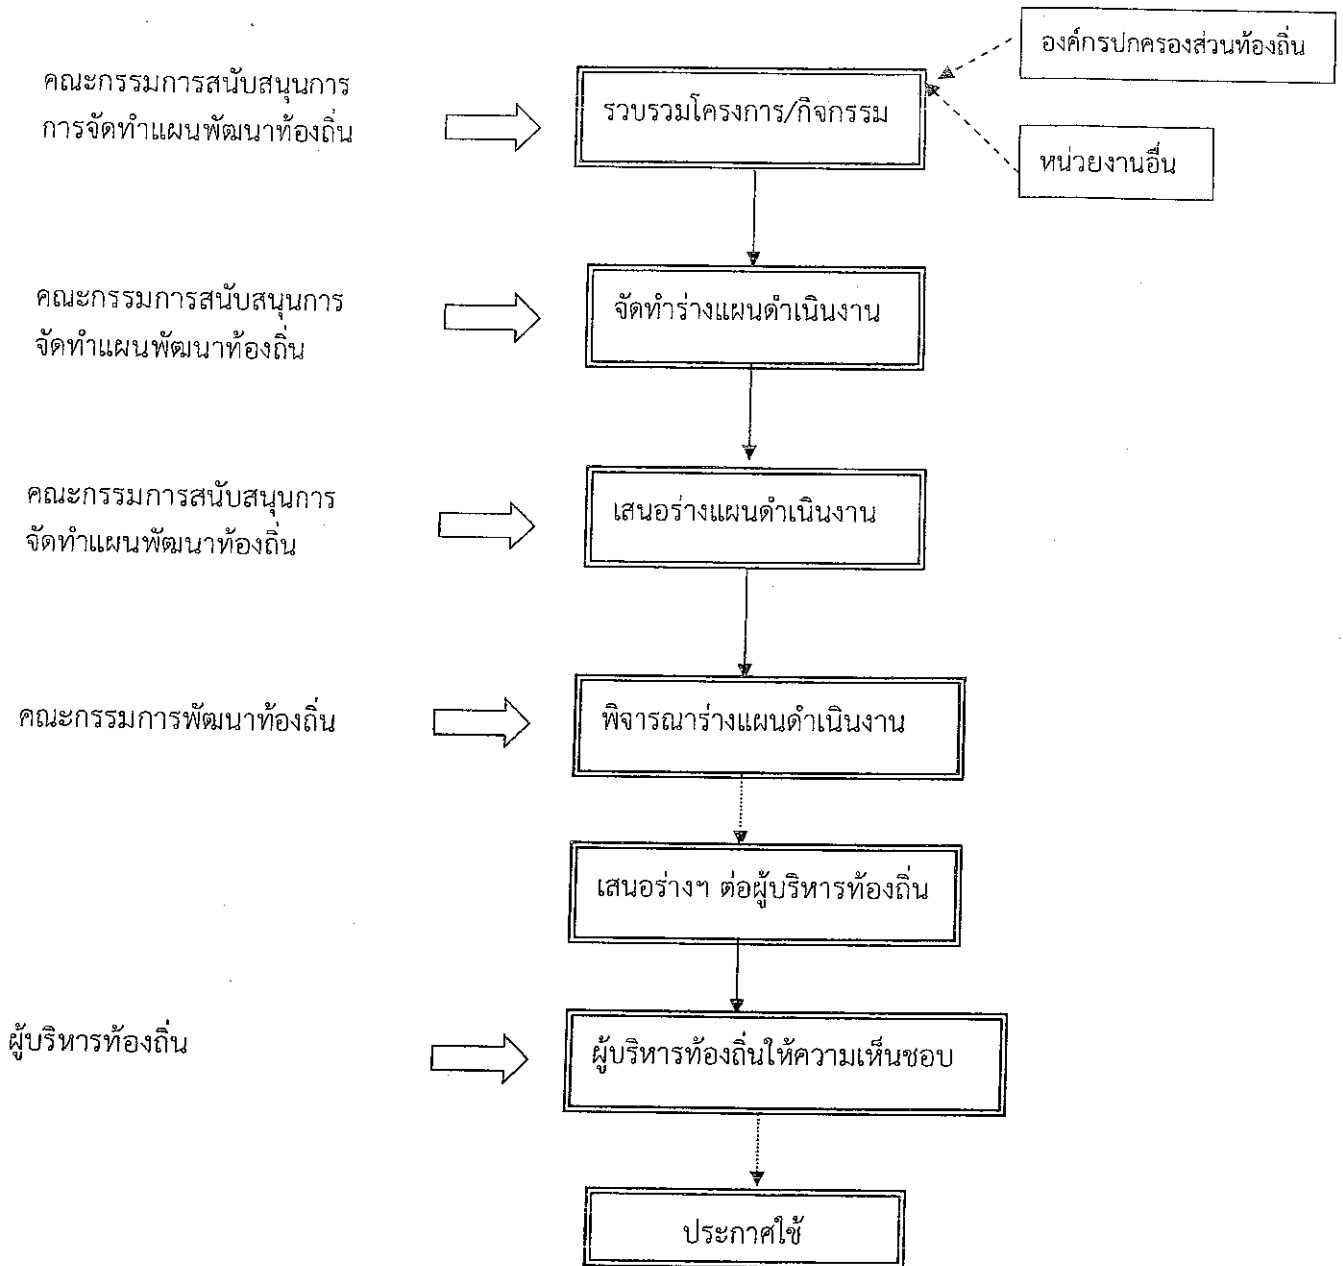 องค์กรปกครองส่วนท้องถิ่น
คณะกรรมการสนับสนุนการ
การจัดทำแผนพัฒนาท้องถิ่น
รวบรวมโครงการ/กิจกรรม
หน่วยงานอื่น
คณะกรรมการสนับสนุนการ
จัดทำแผนพัฒนาท้องถิ่น
จัดทำร่างแผนดำเนินงาน
คณะกรรมการสนับสนุนการ
จัดทำแผนพัฒนาท้องถิ่น
เสนอร่างแผนดำเนินงาน
คณะกรรมการพัฒนาท้องถิ่น
พิจารณาร่างแผนดำเนินงาน
เสนอร่างฯ ต่อผู้บริหารท้องถิ่น
ผู้บริหารท้องถิ่น
ผู้บริหารท้องถิ่นให้ความเห็นชอบ
ประกาศใช้